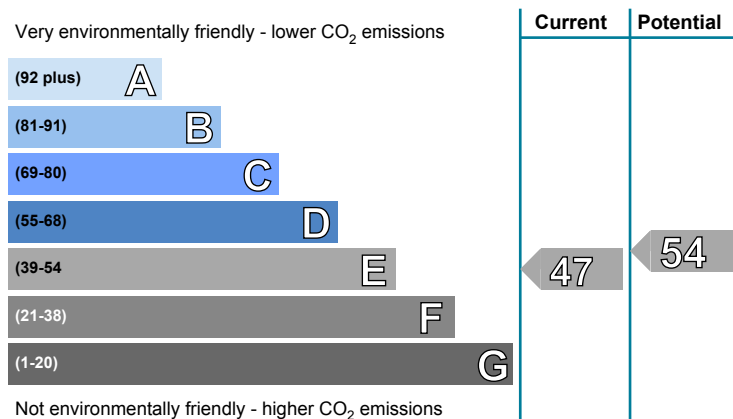 Current Potential
Very environmentally friendly - lower CO₂ emissions
(92 plus) A
(81-91) B
(69-80) C
(55-68) D
(39-54 E
47 54
(21-38) F
(1-20) G
Not environmentally friendly - higher CO₂ emissions